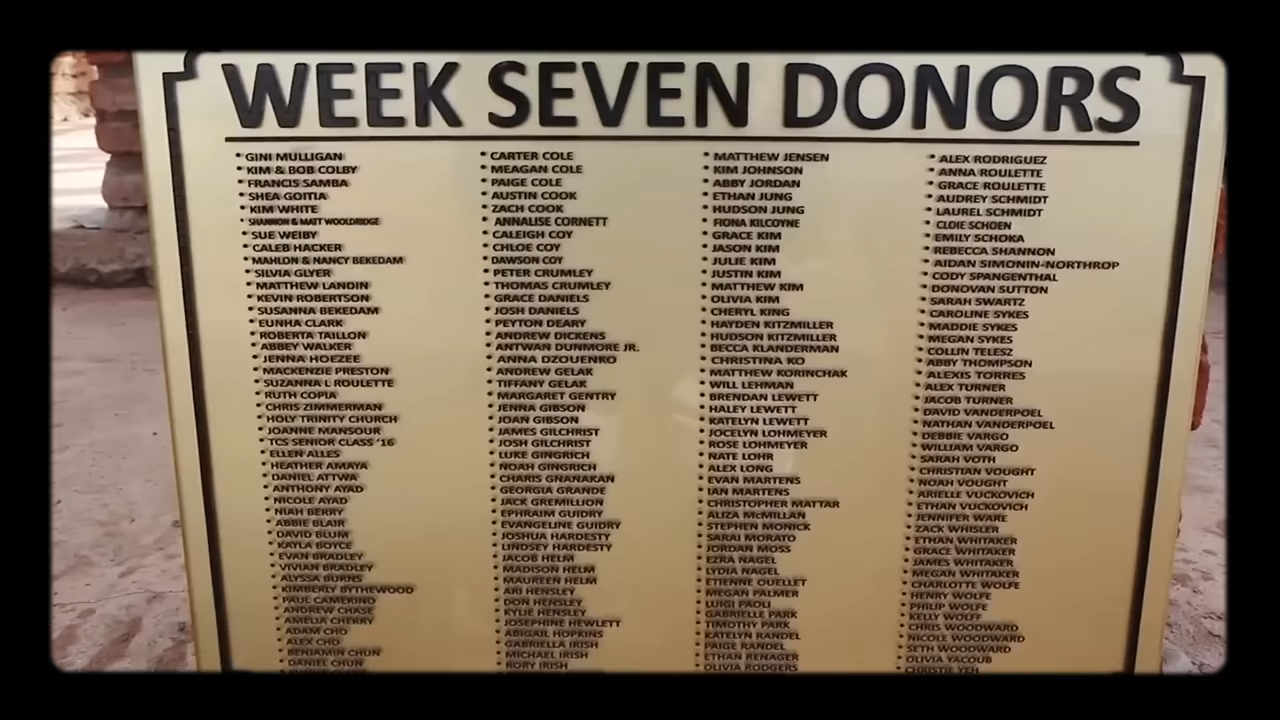 WEEK SEVEN DONORS
• GINI MULLIGAN
• KIM & BOB COLBY
• FRANCIS SAMBA
• SHEA GOITIA
• KIM WHITE
• SHANNON & MATT WOOLDRIDGE
• SUE WEIBY
• CALEB HACKER
• MAHLON & NANCY BEKEDAM
• SILVIA GLYER
• MATTHEW LANDIN
• KEVIN ROBERTSON
• SUSANNA BEKEDAM
• EUNHA CLARK
• ROBERTA TAILLON
• ABBEY WALKER
• JENNA HOEZEE
• MACKENZIE PRESTON
• SUZANNA L ROULETTE
• RUTH COPIA
• CHRIS ZIMMERMAN
• HOLY TRINITY CHURCH
• JOANNE MANSOUR
• TCS SENIOR CLASS '16
• ELLEN ALLES
• HEATHER AMAYA
• DANIEL ATTWA
• ANTHONY AYAD
• NICOLE AYAD
• NIAH BERRY
• ABBIE BLAIR
• DAVID BLUM
• KAYLA BOYCE
• EVAN BRADLEY
• VIVIAN BRADLEY
• ALYSSA BURNS
• KIMBERLY BYTHEWOOD
• PAUL CAMERINO
• ANDREW CHASE
• AMELIA CHERRY
• ADAM CHO
• ALEX CHO
• BENJAMIN CHUN
• DANIEL CHUN
• CARTER COLE
• MEAGAN COLE
• PAIGE COLE
• AUSTIN COOK
• ZACH COOK
• ANNALISE CORNETT
• CALEIGH COY
• CHLOE COY
• DAWSON COY
• PETER CRUMLEY
• THOMAS CRUMLEY
• GRACE DANIELS
• JOSH DANIELS
• PEYTON DEARY
• ANDREW DICKENS
• ANTWAN DUNMORE JR.
• ANNA DZOUENKO
• ANDREW GELAK
• TIFFANY GELAK
• MARGARET GENTRY
• JENNA GIBSON
• JOAN GIBSON
• JAMES GILCHRIST
• JOSH GILCHRIST
• LUKE GINGRICH
• NOAH GINGRICH
• CHARIS GNANAKAN
• GEORGIA GRANDE
• JACK GREMILLION
• EPHRAIM GUIDRY
• EVANGELINE GUIDRY
• JOSHUA HARDESTY
• LINDSEY HARDESTY
• JACOB HELM
• MADISON HELM
• MAUREEN HELM
• ARI HENSLEY
• DON HENSLEY
• KYLIE HENSLEY
• JOSEPHINE HEWLETT
• ABIGAIL HOPKINS
• GABRIELLA IRISH
• MICHAEL IRISH
• RORY IRISH
• MATTHEW JENSEN
• KIM JOHNSON
• ABBY JORDAN
• ETHAN JUNG
• HUDSON JUNG
• FIONA KILCOYNE
• GRACE KIM
• JASON KIM
• JULIE KIM
• JUSTIN KIM
• MATTHEW KIM
• OLIVIA KIM
• CHERYL KING
• HAYDEN KITZMILLER
• HUDSON KITZMILLER
• BECCA KLANDERMAN
• CHRISTINA KO
• MATTHEW KORINCHAK
• WILL LEHMAN
• BRENDAN LEWETT
• HALEY LEWETT
• KATELYN LEWETT
• JOCELYN LOHMEYER
• ROSE LOHMEYER
• NATE LOHR
• ALEX LONG
• EVAN MARTENS
• IAN MARTENS
• CHRISTOPHER MATTAR
• ALIZA McMILLAN
• STEPHEN MONICK
• SARAI MORATO
• JORDAN MOSS
• EZRA NAGEL
• LYDIA NAGEL
• ETIENNE OUELLET
• MEGAN PALMER
• LUIGI PAOLI
• GABRIELLE PARK
• TIMOTHY PARK
• KATELYN RANDEL
• PAIGE RANDEL
• ETHAN RENAGER
• OLIVIA RODGERS
• ALEX RODRIGUEZ
• ANNA ROULETTE
• GRACE ROULETTE
• AUDREY SCHMIDT
• LAUREL SCHMIDT
• CLOIE SCHOEN
• EMILY SCHOKA
• REBECCA SHANNON
• AIDAN SIMONIN-NORTHROP
• CODY SPANGENTHAL
• DONOVAN SUTTON
• SARAH SWARTZ
• CAROLINE SYKES
• MADDIE SYKES
• MEGAN SYKES
• COLLIN TELESZ
• ABBY THOMPSON
• ALEXIS TORRES
• ALEX TURNER
• JACOB TURNER
• DAVID VANDERPOEL
• NATHAN VANDERPOEL
• DEBBIE VARGO
• WILLIAM VARGO
• SARAH VOTH
• CHRISTIAN VOUGHT
• NOAH VOUGHT
• ARIELLE VUCKOVICH
• ETHAN VUCKOVICH
• JENNIFER WARE
• ZACK WHISLER
• ETHAN WHITAKER
• GRACE WHITAKER
• JAMES WHITAKER
• MEGAN WHITAKER
• CHARLOTTE WOLFE
• HENRY WOLFE
• PHILIP WOLFE
• KELLY WOLFF
• CHRIS WOODWARD
• NICOLE WOODWARD
• SETH WOODWARD
• OLIVIA YACOUB
• CHRISTIE YEH